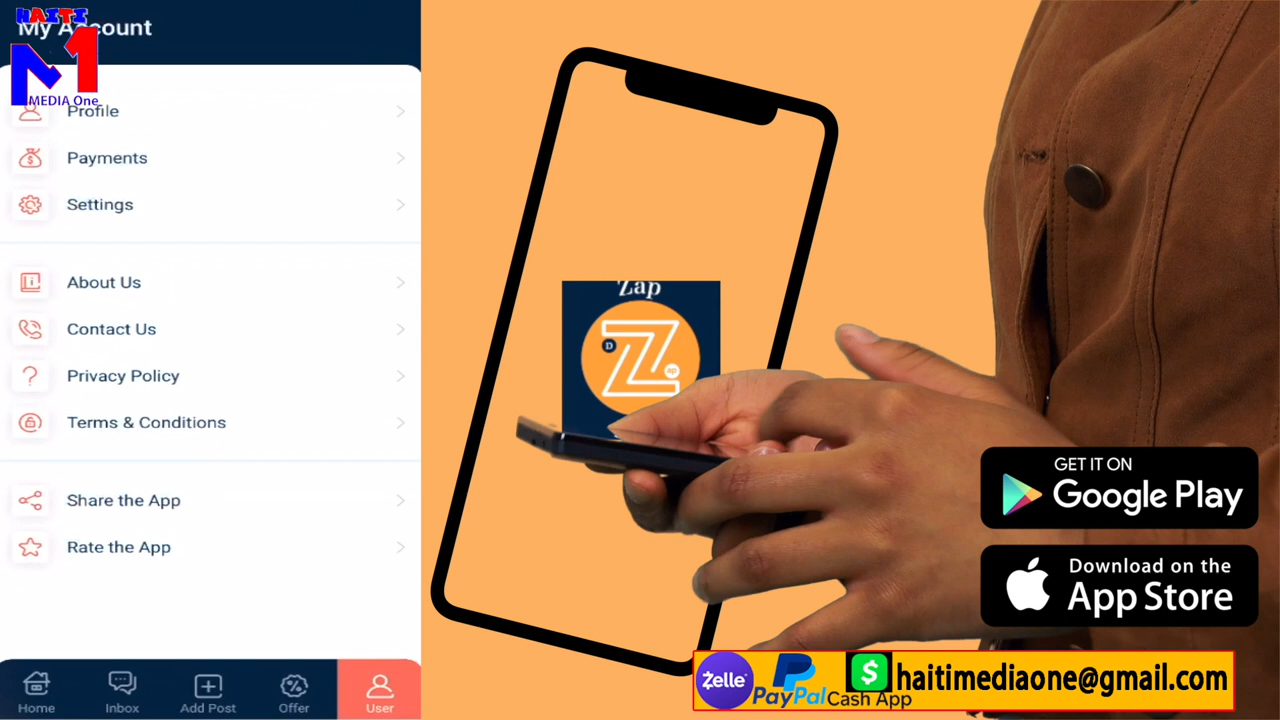 HAITI
My Account
M1
MEDIA One
Profile
Payments
Settings
About Us
Contact Us
Privacy Policy
Terms & Conditions
Share the App
Rate the App
Home
Inbox
Add Post
Offer
User
Zap
D
Z
GET IT ON
Google Play
Download on the
App Store
Zelle
PayPal
$
Cash App
haitimediaone@gmail.com